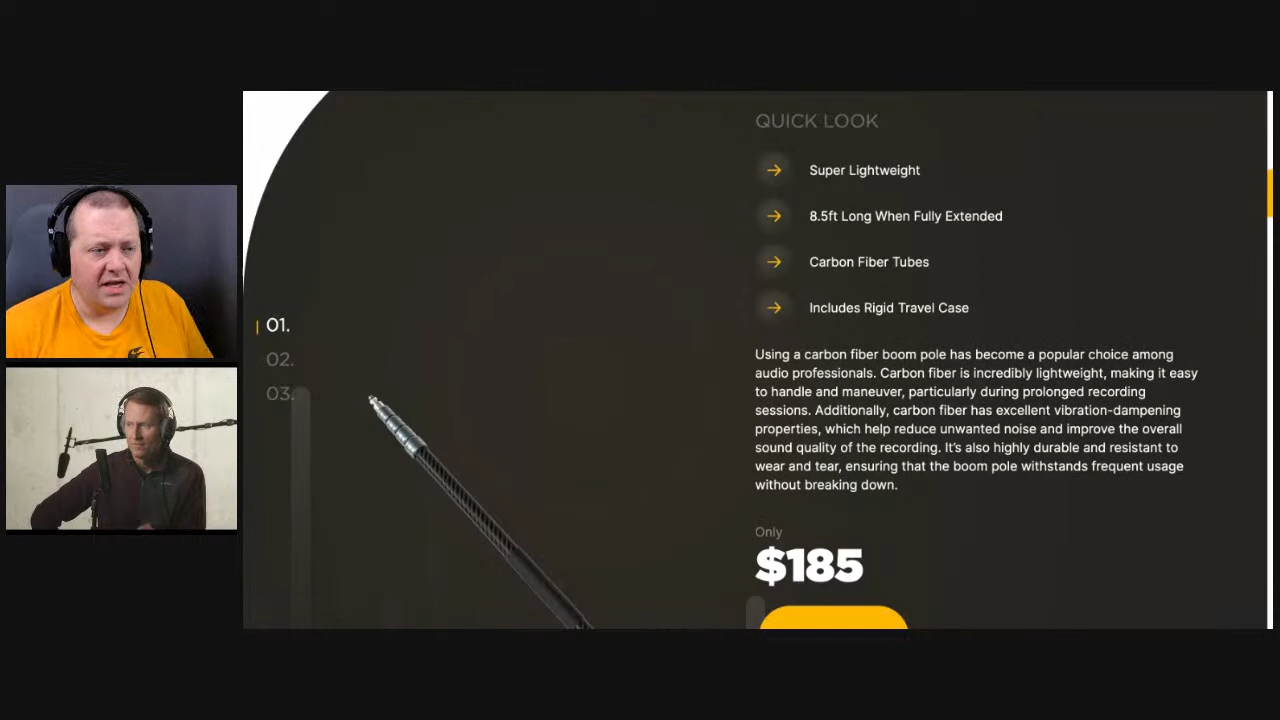 QUICK LOOK
Super Lightweight
8.5ft Long When Fully Extended
Carbon Fiber Tubes
Includes Rigid Travel Case
01.
02.
03.
Using a carbon fiber boom pole has become a popular choice among
audio professionals. Carbon fiber is incredibly lightweight, making it easy
to handle and maneuver, particularly during prolonged recording
sessions. Additionally, carbon fiber has excellent vibration-dampening
properties, which help reduce unwanted noise and improve the overall
sound quality of the recording. It's also highly durable and resistant to
wear and tear, ensuring that the boom pole withstands frequent usage
without breaking down.
Only
$185